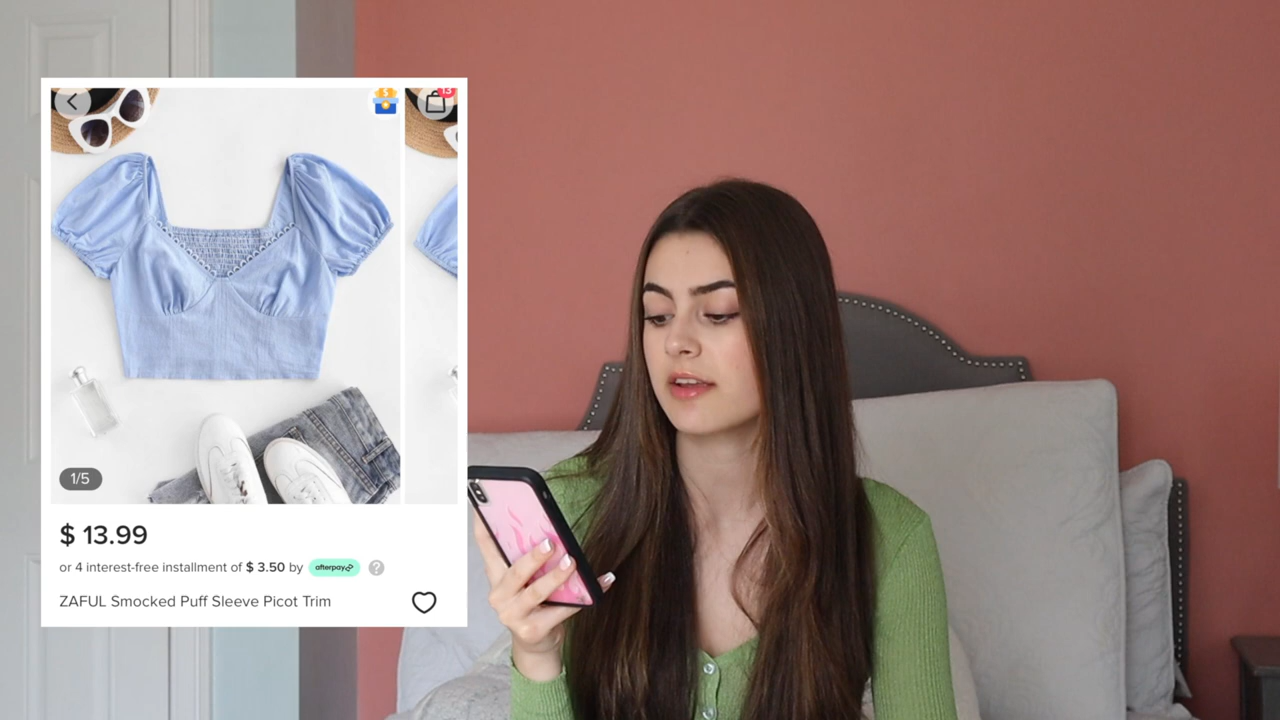 13
1/5
$ 13.99
or 4 interest-free installment of $ 3.50 by afterpay
?
ZAFUL Smocked Puff Sleeve Picot Trim